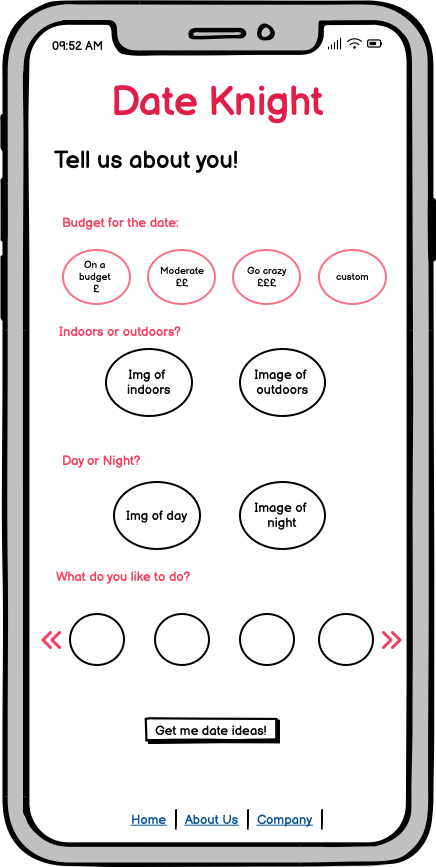 09:52 AM
Date Knight
Tell us about you!
Budget for the date:
On a
budget
£
Moderate
££
Go crazy
£££
custom
Indoors or outdoors?
Img of
indoors
Image of
outdoors
Day or Night?
Img of day
Image of
night
What do you like to do?
Get me date ideas!
Home | About Us | Company |